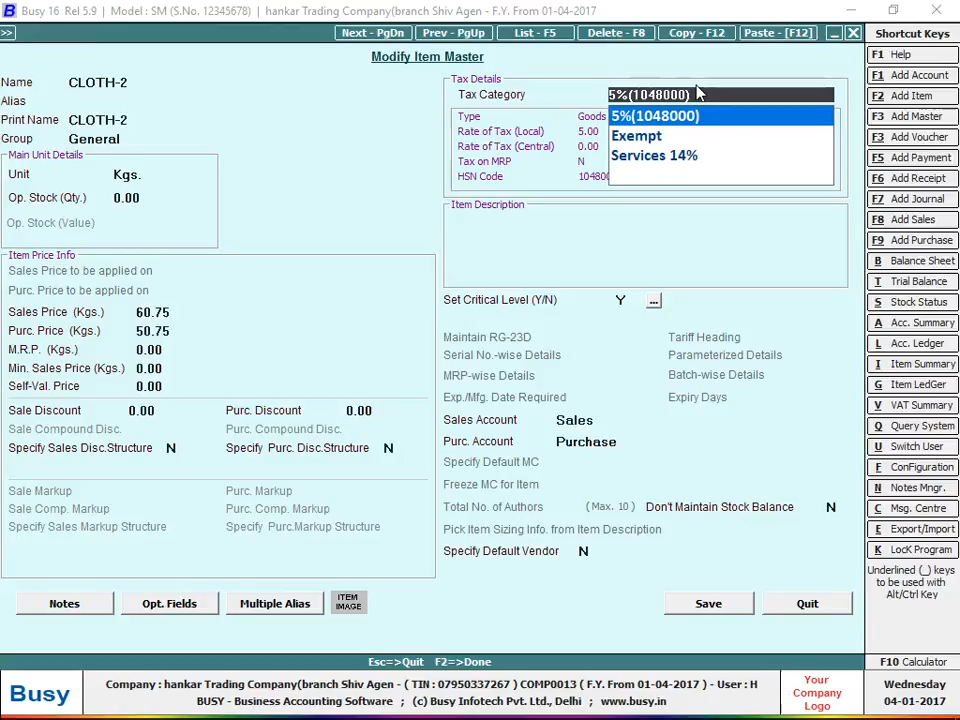 Busy 16 Rel 5.9 | Model : SM (S.No. 12345678) | hankar Trading Company(branch Shiv Agen - F.Y. From 01-04-2017
>>
Next - PgDn
Prev - PgUp
List - F5
Delete - F8
Copy - F12
Paste - [F12]
Modify Item Master
Name CLOTH-2
Alias
Print Name CLOTH-2
Group General
Main Unit Details
Unit Kgs.
Op. Stock (Qty.) 0.00
Op. Stock (Value)
Item Price Info
Sales Price to be applied on
Purc. Price to be applied on
Sales Price (Kgs.) 60.75
Purc. Price (Kgs.) 50.75
M.R.P. (Kgs.) 0.00
Min. Sales Price (Kgs.) 0.00
Self-Val. Price 0.00
Sale Discount 0.00 Purc. Discount 0.00
Sale Compound Disc. Purc. Compound Disc.
Specify Sales Disc.Structure N Specify Purc. Disc.Structure N
Sale Markup Purc. Markup
Sale Comp. Markup Purc. Comp. Markup
Specify Sales Markup Structure Specify Purc.Markup Structure
Tax Details
Tax Category 5%(1048000)
5%(1048000)
Exempt
Services 14%
Type Goods
Rate of Tax (Local) 5.00
Rate of Tax (Central) 0.00
Tax on MRP N
HSN Code 10480
Item Description
Set Critical Level (Y/N) Y ...
Maintain RG-23D Tariff Heading
Serial No.-wise Details Parameterized Details
MRP-wise Details Batch-wise Details
Exp./Mfg. Date Required Expiry Days
Sales Account Sales
Purc. Account Purchase
Specify Default MC
Freeze MC for Item
Total No. of Authors (Max. 10) Don't Maintain Stock Balance N
Pick Item Sizing Info. from Item Description
Specify Default Vendor N
Notes
Opt. Fields
Multiple Alias
ITEM
IMAGE
Save
Quit
Esc=>Quit F2=>Done
Shortcut Keys
F1 Help
F1 Add Account
F2 Add Item
F3 Add Master
F3 Add Voucher
F5 Add Payment
F6 Add Receipt
F7 Add Journal
F8 Add Sales
F9 Add Purchase
B Balance Sheet
T Trial Balance
S Stock Status
A Acc. Summary
L Acc. Ledger
I Item Summary
G Item LedGer
V VAT Summary
Q Query System
U Switch User
F Configuration
N Notes Mngr.
C Msg. Centre
E Export/Import
K LocK Program
Underlined (_) keys
to be used with
Alt/Ctrl Key
F10 Calculator
Busy
Company : hankar Trading Company(branch Shiv Agen - ( TIN : 07950337267 ) COMP0013 ( F.Y. From 01-04-2017 ) - User : H
BUSY - Business Accounting Software ; (c) Busy Infotech Pvt. Ltd., Delhi ; www.busy.in
Your
Company
Logo
Wednesday
04-01-2017